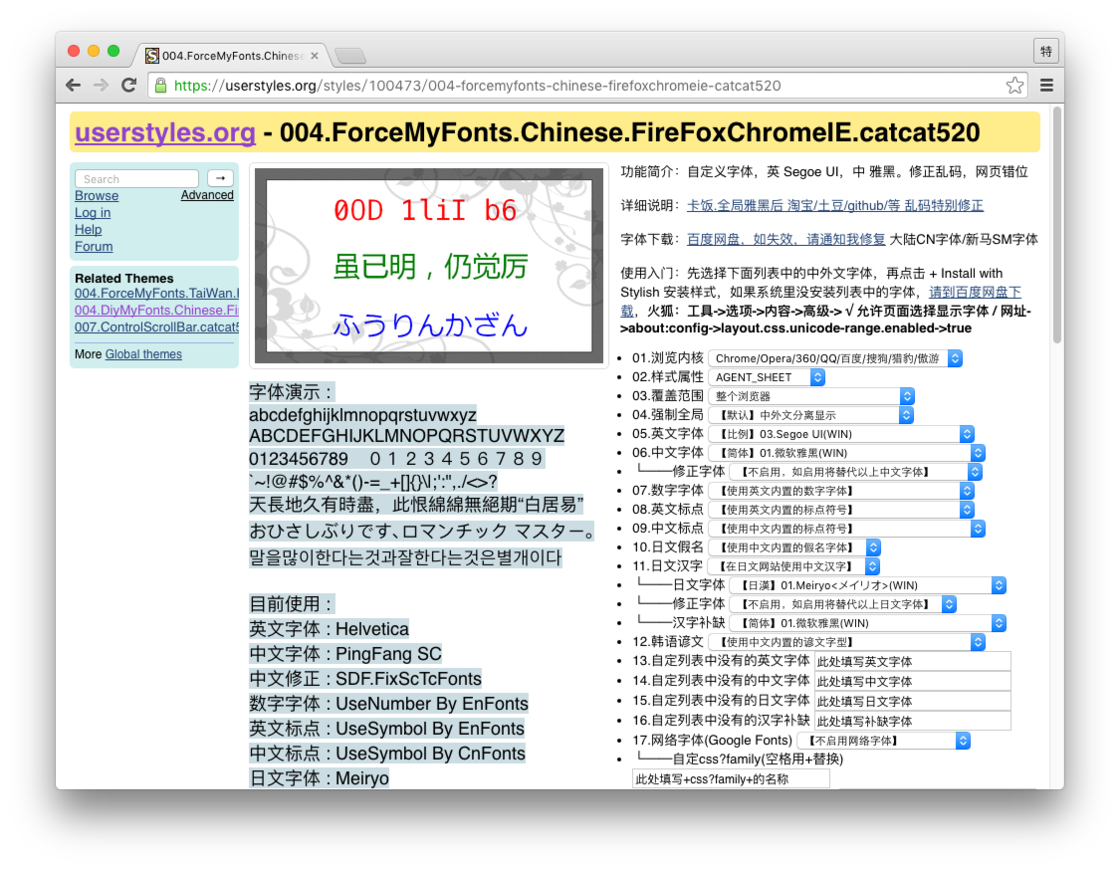 004.ForceMyFonts.Chinese
特
https://userstyles.org/styles/100473/004-forcemyfonts-chinese-firefoxchromeie-catcat520
userstyles.org - 004.ForceMyFonts.Chinese.FireFoxChromeIE.catcat520
Search →
Browse Advanced
Log in
Help
Forum
Related Themes
004.ForceMyFonts.TaiWan.
004.DiyMyFonts.Chinese.Fi
007.ControlScrollBar.catcat5
More Global themes
0OD 1liI b6
虽已明，仍觉厉
ふうりんかざん
字体演示：
abcdefghijklmnopqrstuvwxyz
ABCDEFGHIJKLMNOPQRSTUVWXYZ
0123456789 ０１２３４５６７８９
`~!@#$%^&*()-=_+[]{}\|;':",./<>?
天長地久有時盡，此恨綿綿無絕期“白居易”
おひさしぶりです、ロマンチック マスター。
말을많이한다는것과잘한다는것은별개이다
目前使用：
英文字体 : Helvetica
中文字体 : PingFang SC
中文修正 : SDF.FixScTcFonts
数字字体 : UseNumber By EnFonts
英文标点 : UseSymbol By EnFonts
中文标点 : UseSymbol By CnFonts
日文字体 : Meiryo
功能简介：自定义字体，英 Segoe UI，中 雅黑。修正乱码，网页错位
详细说明：卡饭.全局雅黑后 淘宝/土豆/github/等 乱码特别修正
字体下载：百度网盘，如失效，请通知我修复 大陆CN字体/新马SM字体
使用入门：先选择下面列表中的中外文字体，再点击 + Install with
Stylish 安装样式，如果系统里没安装列表中的字体，请到百度网盘下
载，火狐：工具->选项->内容->高级-> √ 允许页面选择显示字体 / 网址-
>about:config->layout.css.unicode-range.enabled->true
01.浏览内核 Chrome/Opera/360/QQ/百度/搜狗/猎豹/傲游
02.样式属性 AGENT_SHEET
03.覆盖范围 整个浏览器
04.强制全局 【默认】中外文分离显示
05.英文字体 【比例】03.Segoe UI(WIN)
06.中文字体 【简体】01.微软雅黑(WIN)
└──修正字体 【不启用，如启用将替代以上中文字体】
07.数字字体 【使用英文内置的数字字体】
08.英文标点 【使用英文内置的标点符号】
09.中文标点 【使用中文内置的标点符号】
10.日文假名 【使用中文内置的假名字体】
11.日文汉字 【在日文网站使用中文汉字】
└──日文字体 【日漢】01.Meiryo<メイリオ>(WIN)
└──修正字体 【不启用，如启用将替代以上日文字体】
└──汉字补缺 【简体】01.微软雅黑(WIN)
12.韩语谚文 【使用中文内置的谚文字型】
13.自定列表中没有的英文字体 此处填写英文字体
14.自定列表中没有的中文字体 此处填写中文字体
15.自定列表中没有的日文字体 此处填写日文字体
16.自定列表中没有的汉字补缺 此处填写补缺字体
17.网络字体(Google Fonts) 【不启用网络字体】
└──自定css?family(空格用+替换)
此处填写+css?family+的名称